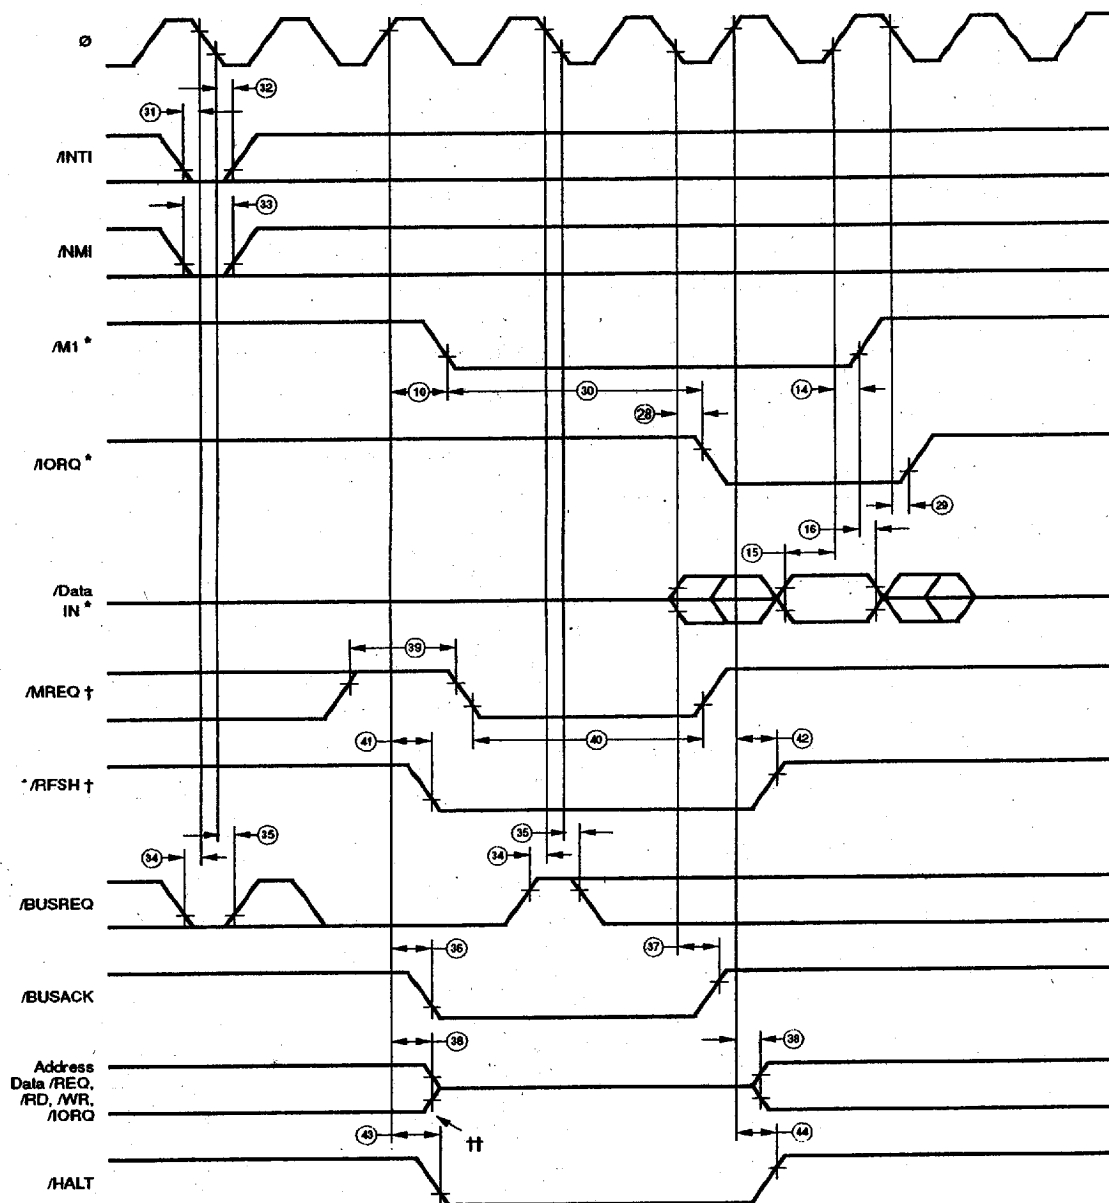 Ø
32
31
/INTI
33
/NMI
/M1 *
10
30
14
28
/IORQ *
29
16
15
/Data
IN *
39
/MREQ †
41
40
42
*/RFSH †
35
35
34
34
/BUSREQ
36
37
/BUSACK
38
38
Address
Data /REQ,
/RD, /WR,
/IORQ
43
††
44
/HALT